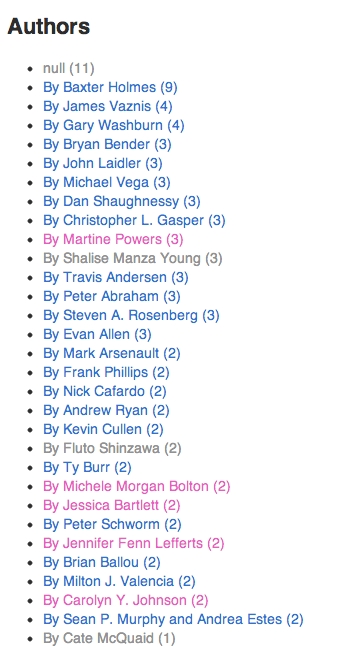 Authors
null (11)
By Baxter Holmes (9)
By James Vaznis (4)
By Gary Washburn (4)
By Bryan Bender (3)
By John Laidler (3)
By Michael Vega (3)
By Dan Shaughnessy (3)
By Christopher L. Gasper (3)
By Martine Powers (3)
By Shalise Manza Young (3)
By Travis Andersen (3)
By Peter Abraham (3)
By Steven A. Rosenberg (3)
By Evan Allen (3)
By Mark Arsenault (2)
By Frank Phillips (2)
By Nick Cafardo (2)
By Andrew Ryan (2)
By Kevin Cullen (2)
By Fluto Shinzawa (2)
By Ty Burr (2)
By Michele Morgan Bolton (2)
By Jessica Bartlett (2)
By Peter Schworm (2)
By Jennifer Fenn Lefferts (2)
By Brian Ballou (2)
By Milton J. Valencia (2)
By Carolyn Y. Johnson (2)
By Sean P. Murphy and Andrea Estes (2)
By Cate McQuaid (1)